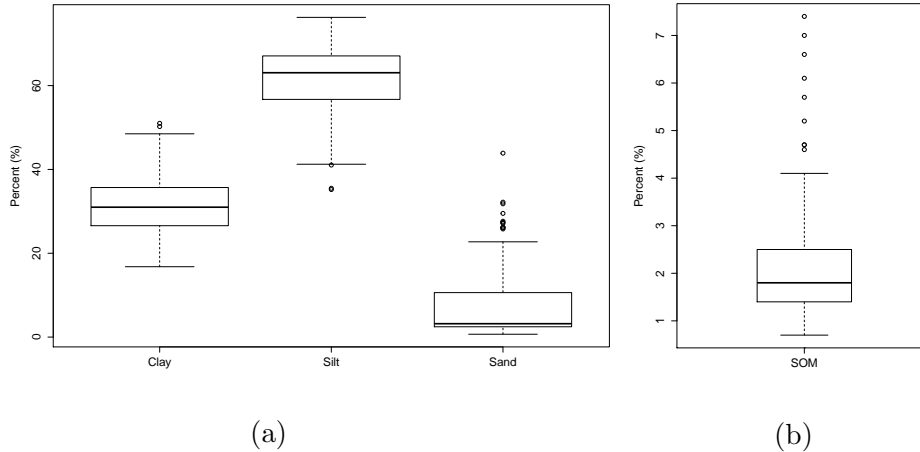 Percent (%)
0 20 40 60
Clay Silt Sand
Percent (%)
1 2 3 4 5 6 7
SOM
(a) (b)